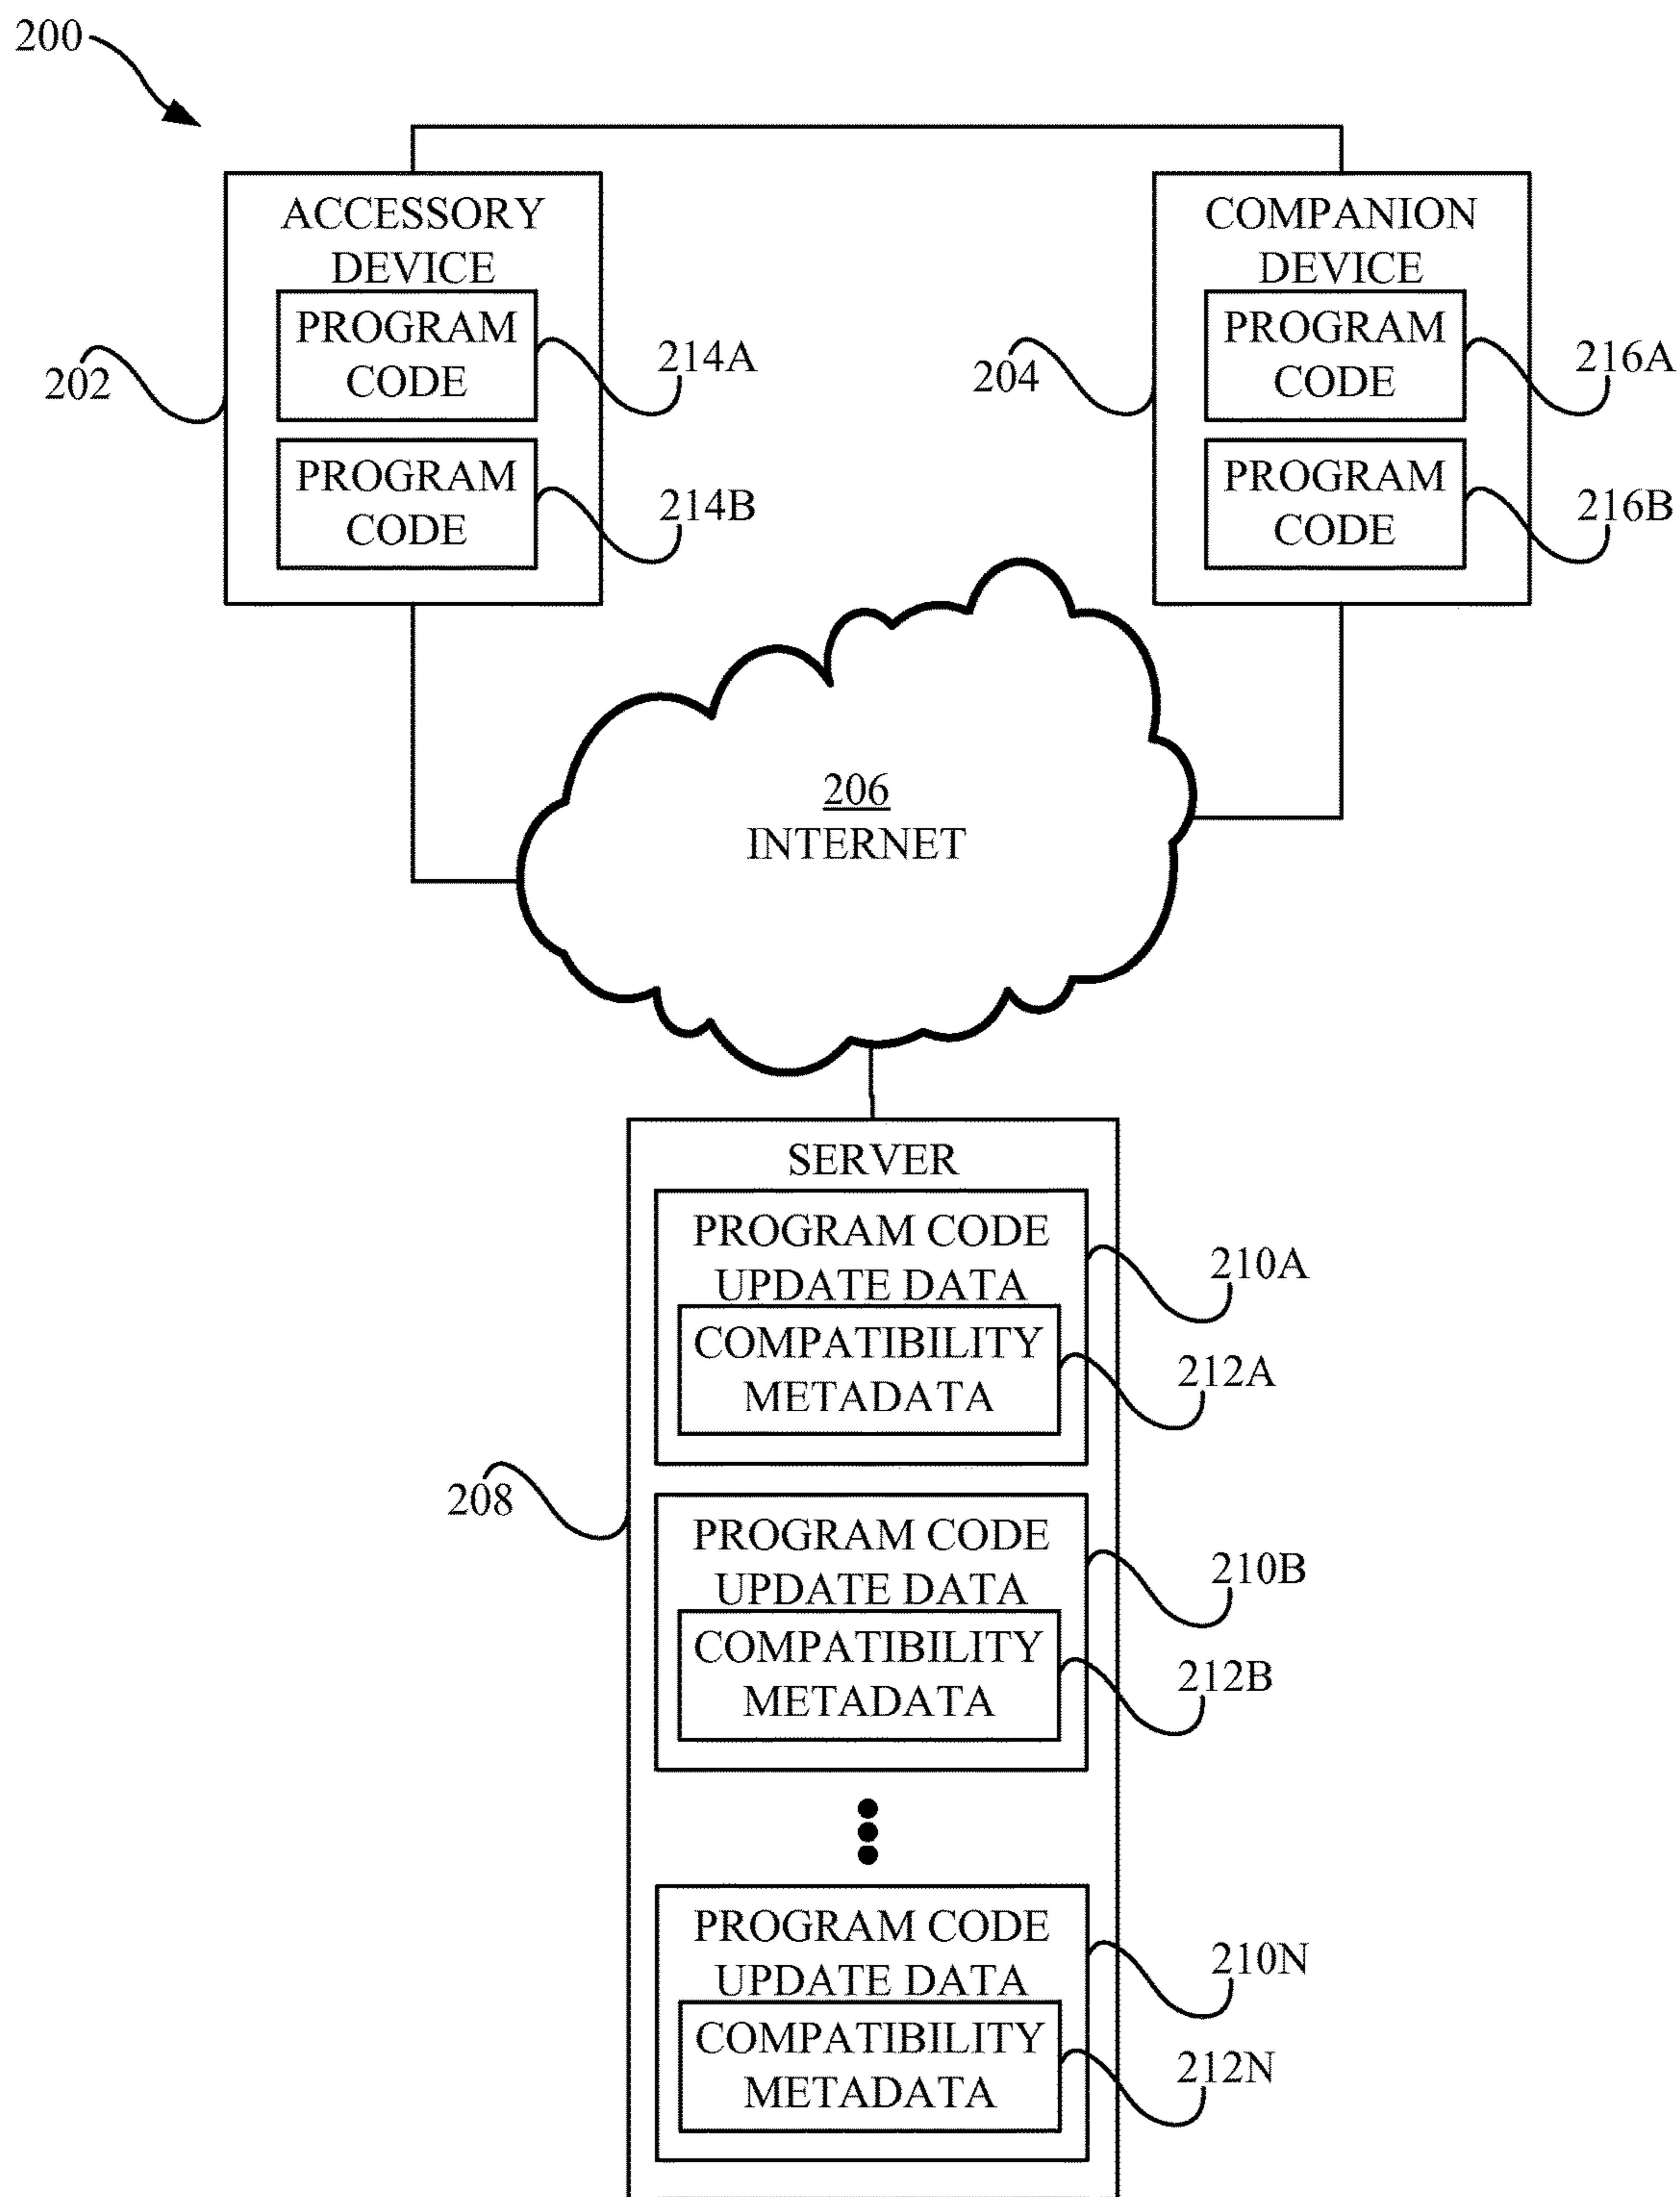 200
ACCESSORY
DEVICE
PROGRAM
CODE
214A
202
PROGRAM
CODE
214B
COMPANION
DEVICE
PROGRAM
CODE
216A
204
PROGRAM
CODE
216B
206
INTERNET
SERVER
PROGRAM CODE
UPDATE DATA
210A
COMPATIBILITY
METADATA
212A
208
PROGRAM CODE
UPDATE DATA
210B
COMPATIBILITY
METADATA
212B
PROGRAM CODE
UPDATE DATA
210N
COMPATIBILITY
METADATA
212N